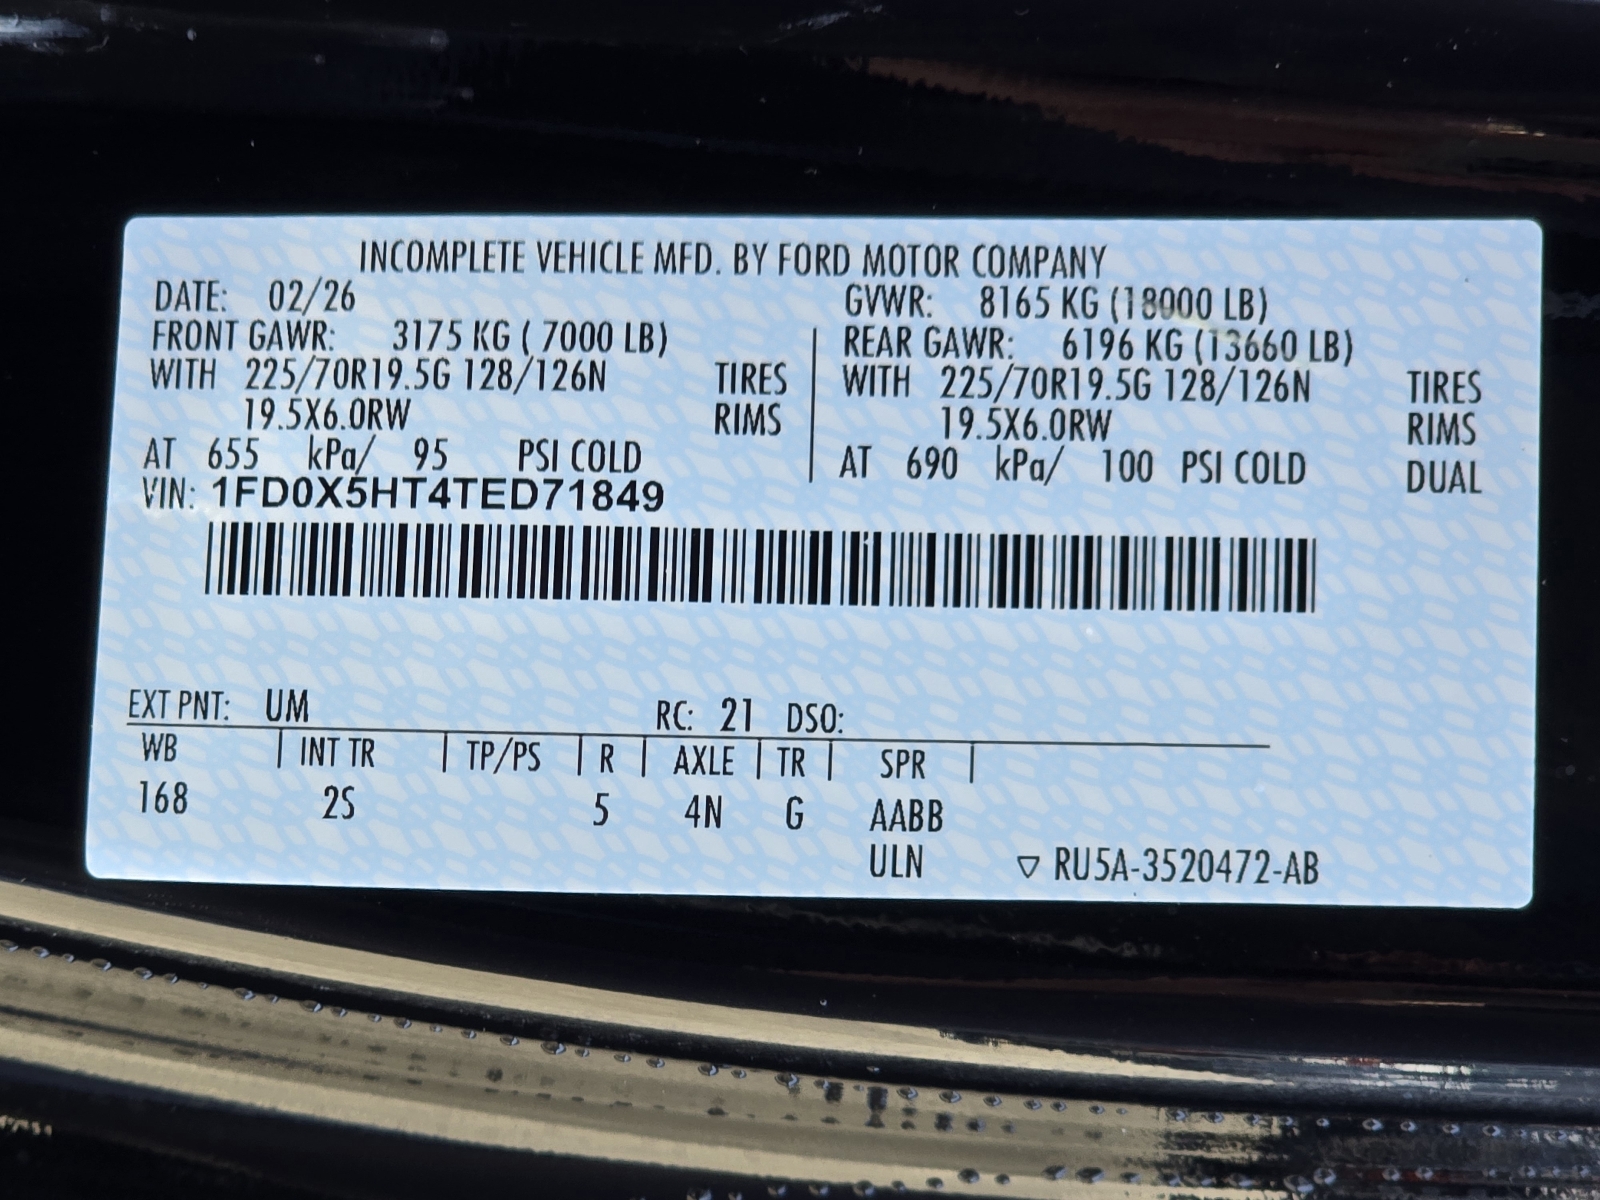 INCOMPLETE VEHICLE MFD. BY FORD MOTOR COMPANY
DATE: 02/26 GVWR: 8165 KG (18000 LB)
FRONT GAWR: 3175 KG ( 7000 LB) REAR GAWR: 6196 KG (13660 LB)
WITH 225/70R19.5G 128/126N TIRES WITH 225/70R19.5G 128/126N TIRES
19.5X6.0RW RIMS 19.5X6.0RW RIMS
AT 655 kPa/ 95 PSI COLD AT 690 kPa/ 100 PSI COLD DUAL
VIN: 1FD0X5HT4TED71849
EXT PNT: UM RC: 21 DSO:
WB | INT TR | TP/PS | R | AXLE | TR | SPR |
168 2S 5 4N G AABB
ULN ▽ RU5A-3520472-AB